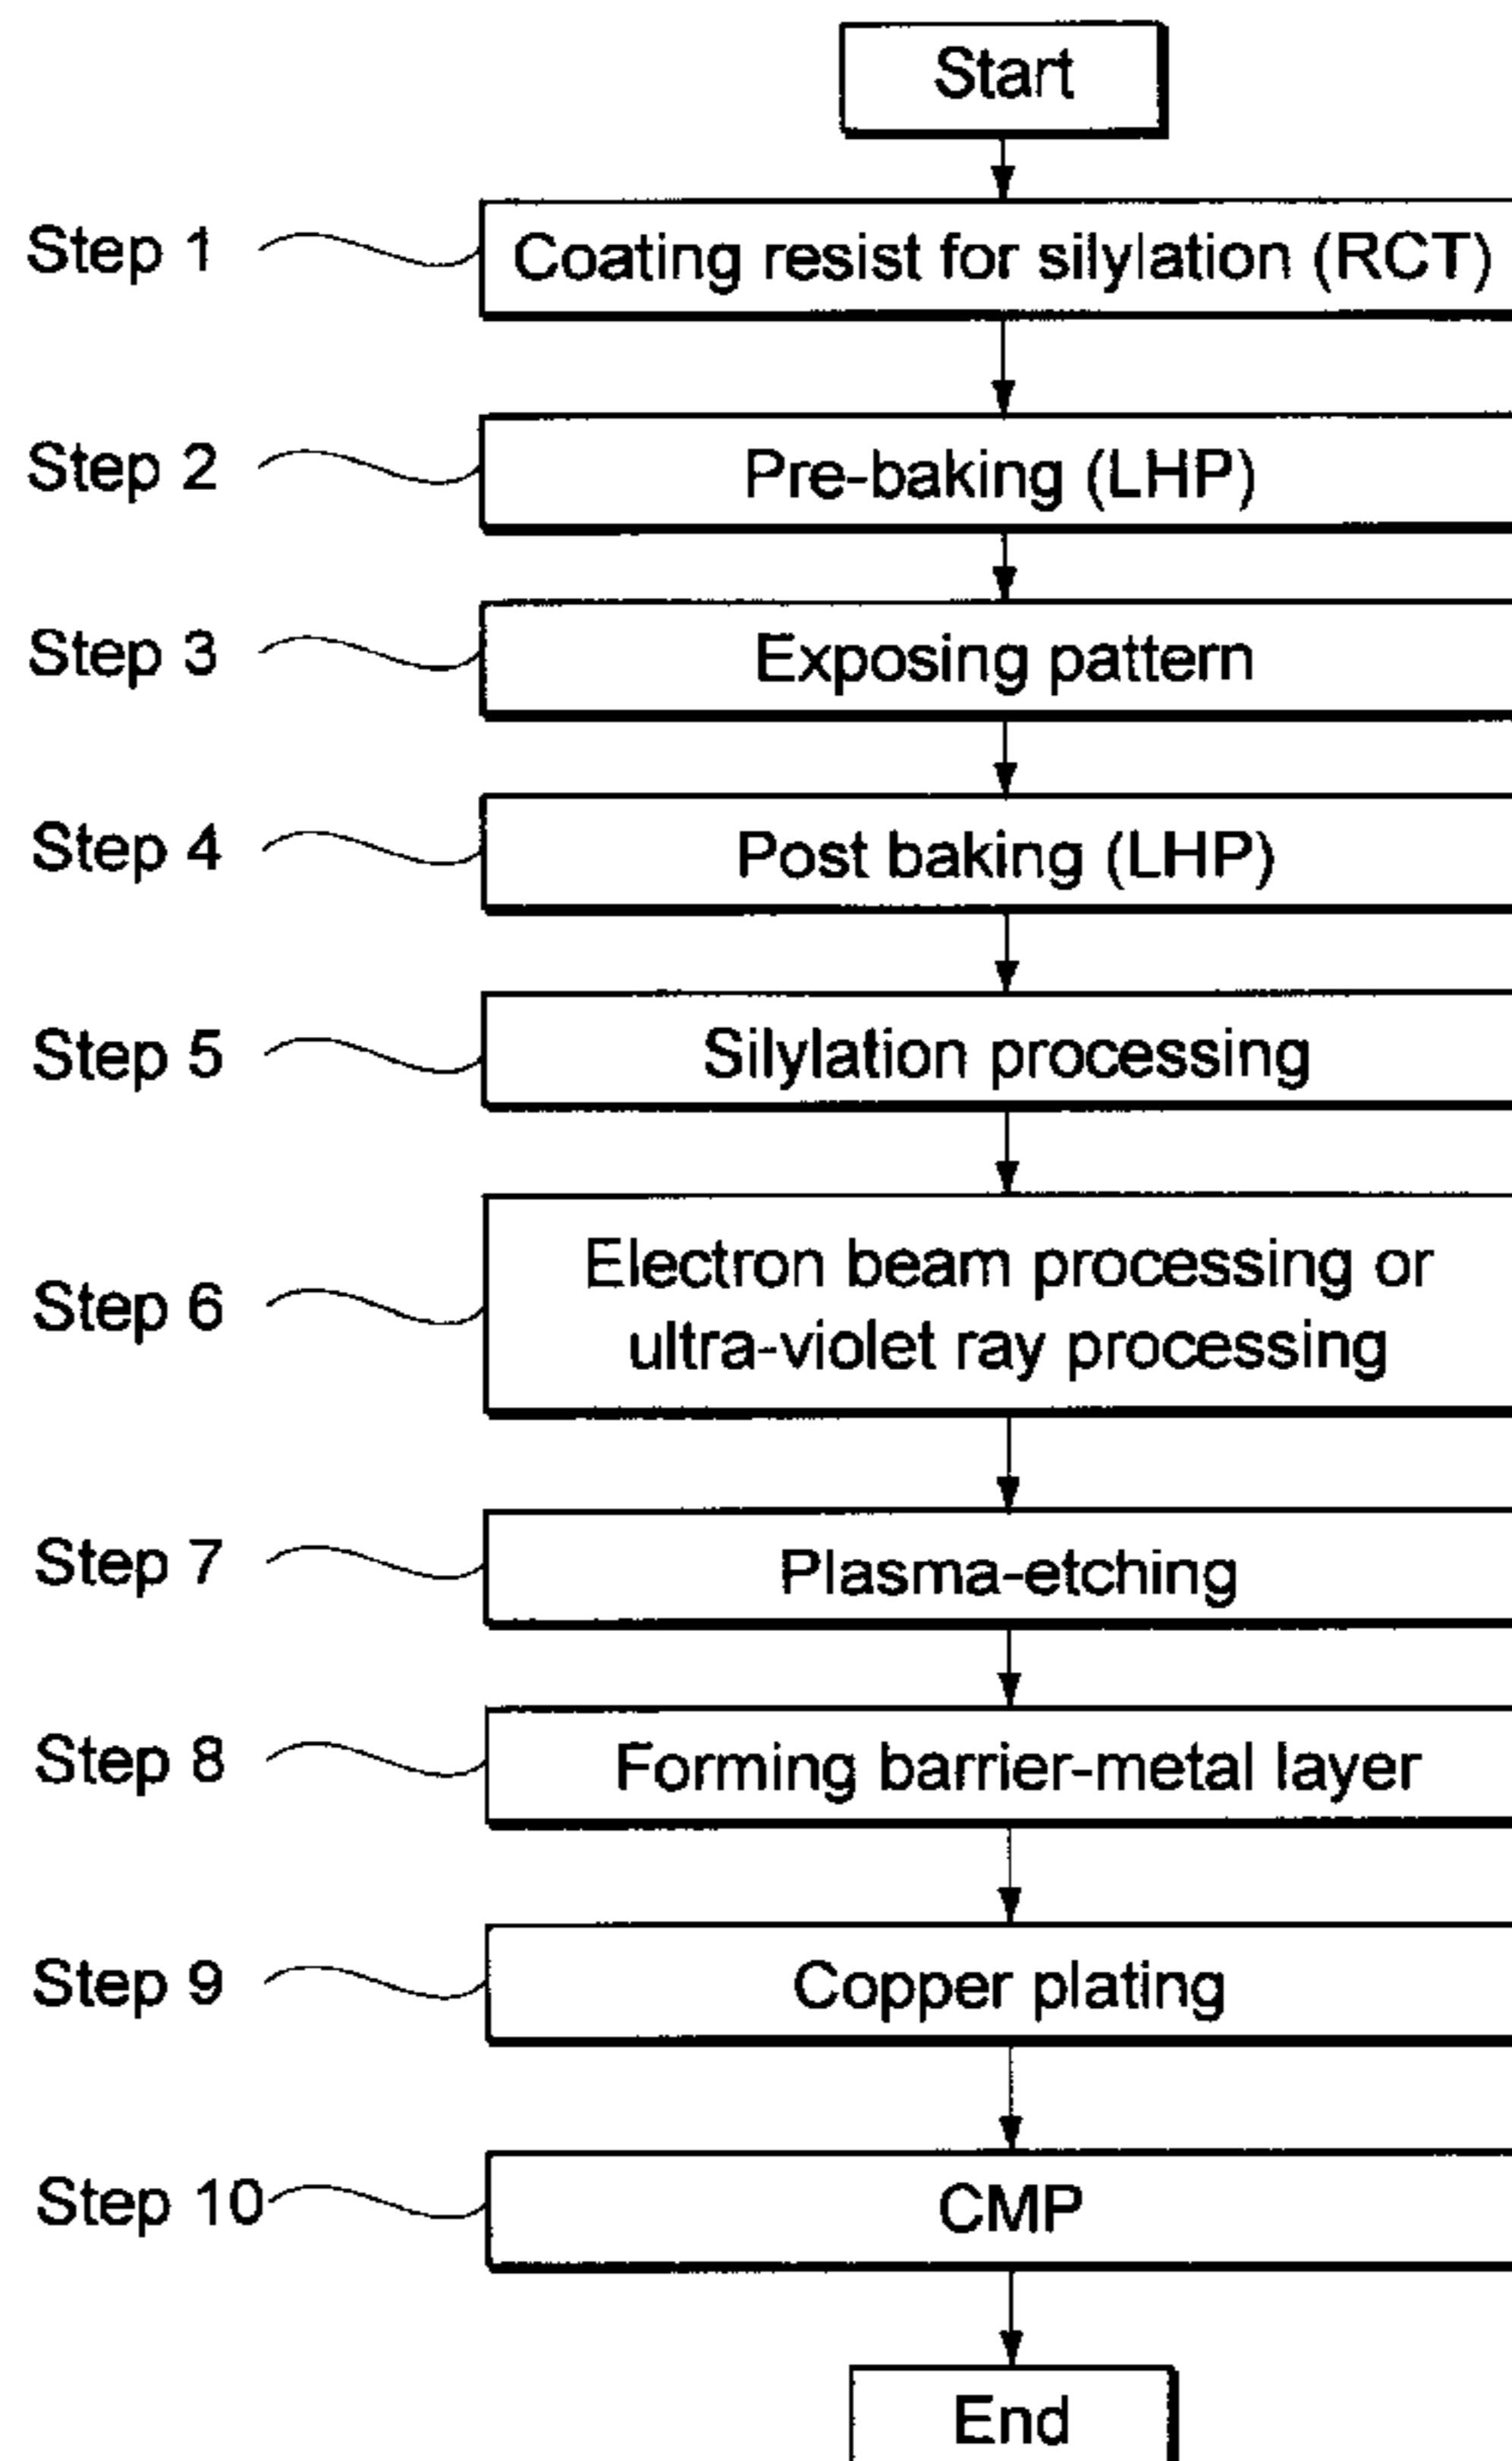 Start
Step 1 Coating resist for silylation (RCT)
Step 2 Pre-baking (LHP)
Step 3 Exposing pattern
Step 4 Post baking (LHP)
Step 5 Silylation processing
Step 6 Electron beam processing or
ultra-violet ray processing
Step 7 Plasma-etching
Step 8 Forming barrier-metal layer
Step 9 Copper plating
Step 10 CMP
End